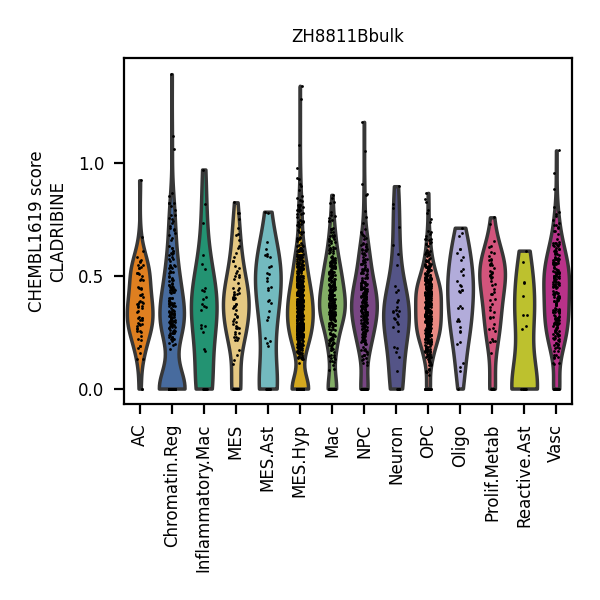 ZH8811Bbulk
CHEMBL1619 score
CLADRIBINE
1.0
0.5
0.0
AC
Chromatin.Reg
Inflammatory.Mac
MES
MES.Ast
MES.Hyp
Mac
NPC
Neuron
OPC
Oligo
Prolif.Metab
Reactive.Ast
Vasc